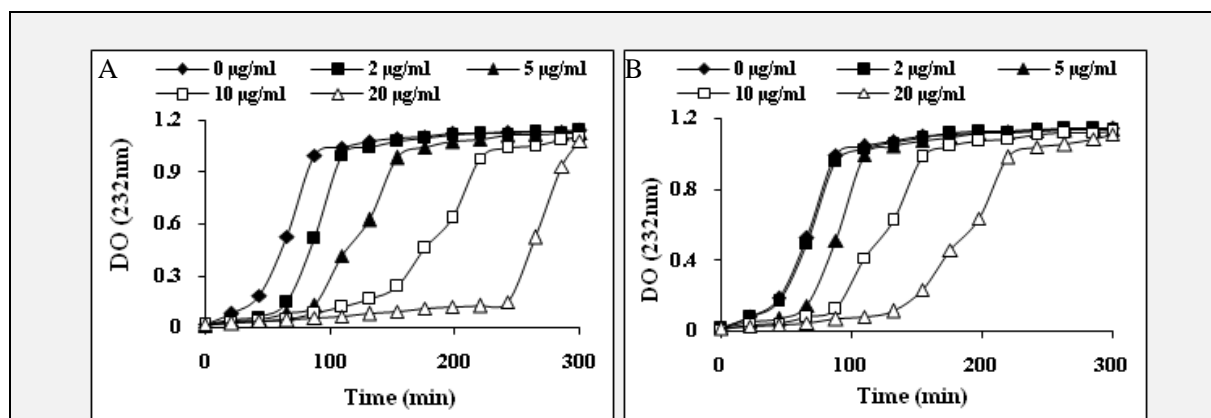 A
0 µg/ml 2 µg/ml 5 µg/ml
10 µg/ml 20 µg/ml
1.2
0.9
0.6
0.3
0
DO (232nm)
0 100 200 300
Time (min)
B
0 µg/ml 2 µg/ml 5 µg/ml
10 µg/ml 20 µg/ml
1.2
0.8
0.4
0
DO (232nm)
0 100 200 300
Time (min)